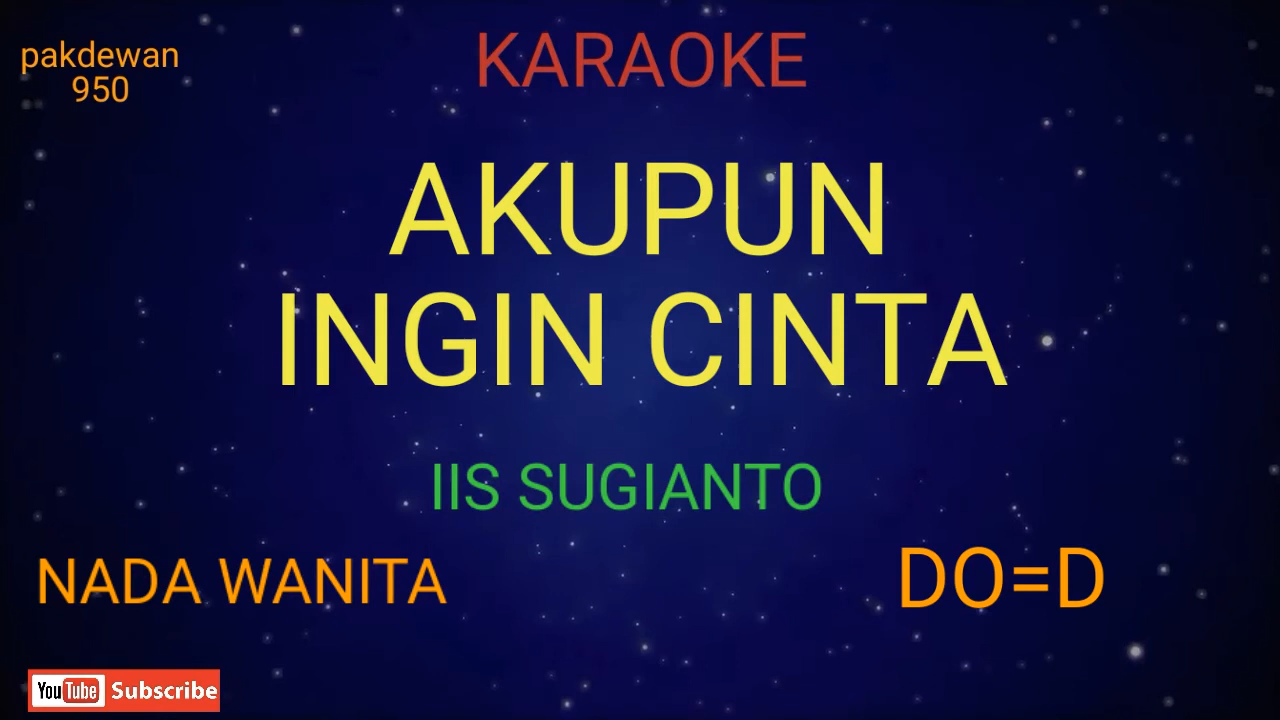 pakdewan
950
KARAOKE
AKUPUN
INGIN CINTA
IIS SUGIANTO
NADA WANITA
DO=D
YouTube Subscribe